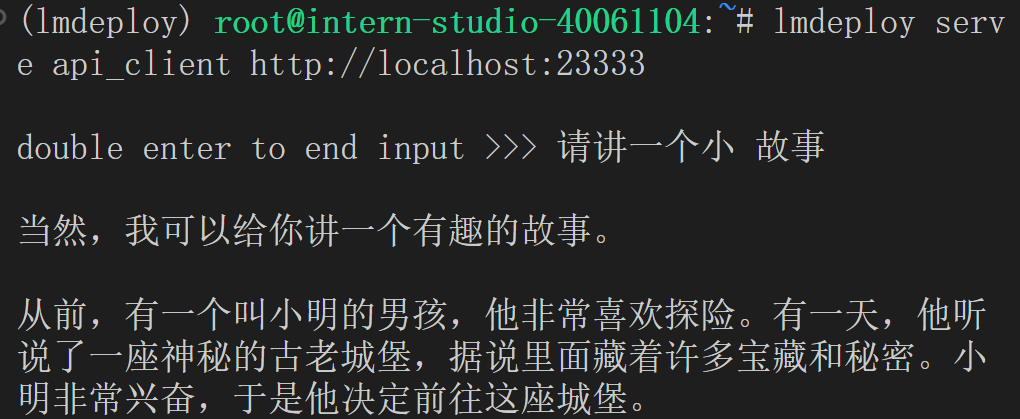 (lmdeploy) root@intern-studio-40061104:~# lmdeploy serv
e api_client http://localhost:23333
double enter to end input >>> 请讲一个小 故事
当然，我可以给你讲一个有趣的故事。
从前，有一个叫小明的男孩，他非常喜欢探险。有一天，他听
说了一座神秘的古老城堡，据说里面藏着许多宝藏和秘密。小
明非常兴奋，于是他决定前往这座城堡。